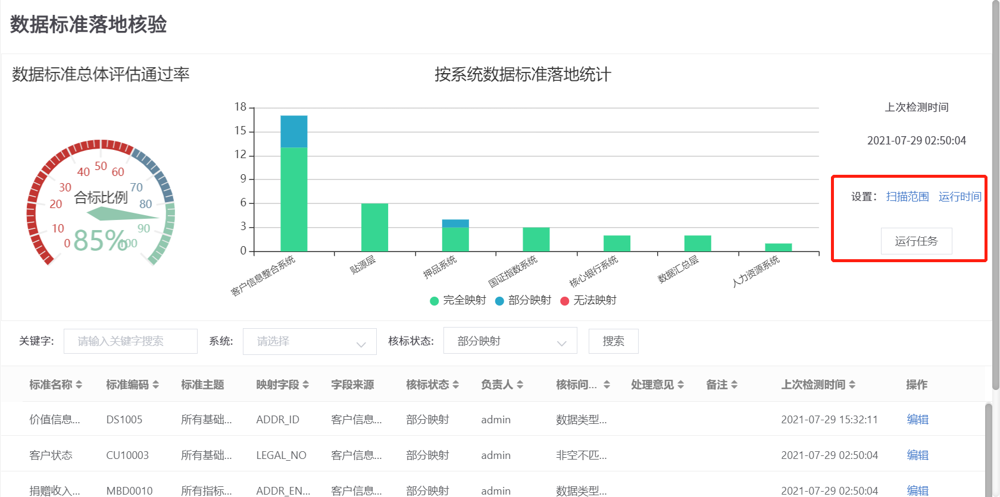 数据标准落地核验
数据标准总体评估通过率
按系统数据标准落地统计
0
10
20
30
40
50
60
70
80
90
100
合标比例
85%
18
15
12
9
6
3
0
客户信息整合系统
贴源层
押品系统
国证指数系统
核心银行系统
数据汇总层
人力资源系统
完全映射 部分映射 无法映射
上次检测时间
2021-07-29 02:50:04
设置： 扫描范围 运行时间
运行任务
关键字: 请输入关键字搜索 系统: 请选择 核标状态: 部分映射 搜索
标准名称 标准编码 标准主题 映射字段 字段来源 核标状态 负责人 核标问... 处理意见 备注 上次检测时间 操作
价值信息... DS1005 所有基础... ADDR_ID 客户信息... 部分映射 admin 数据类型... 2021-07-29 15:32:11 编辑
客户状态 CU10003 所有基础... LEGAL_NO 客户信息... 部分映射 admin 非空不匹... 2021-07-29 02:50:04 编辑
捐赠收入... MBD0010 所有指标... ADDR_EN... 客户信息... 部分映射 admin 数据类型... 2021-07-29 02:50:04 编辑